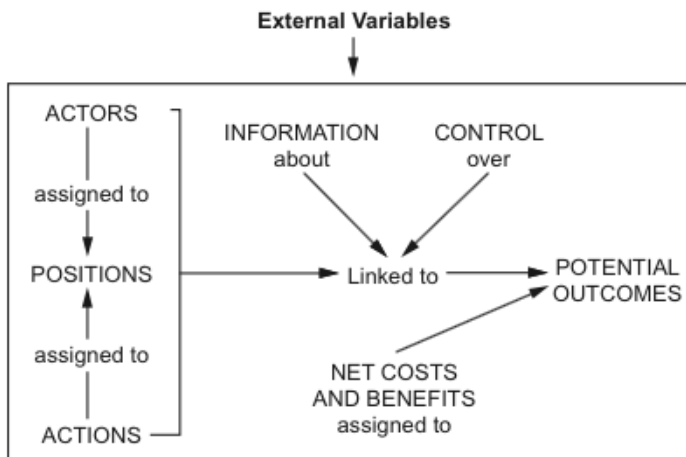 External Variables
ACTORS
assigned to
POSITIONS
assigned to
ACTIONS
INFORMATION
about
CONTROL
over
Linked to
POTENTIAL
OUTCOMES
NET COSTS
AND BENEFITS
assigned to